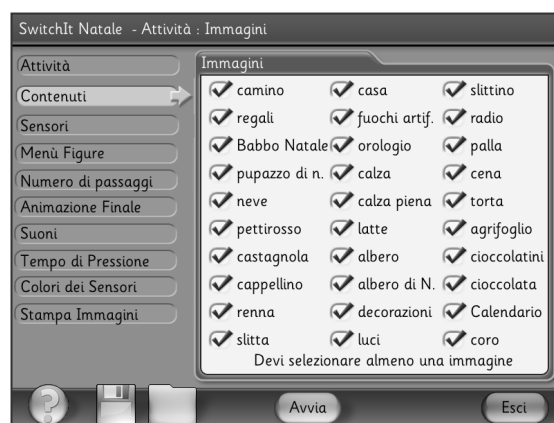 SwitchIt Natale - Attività : Immagini
Attività
Contenuti
Sensori
Menù Figure
Numero di passaggi
Animazione Finale
Suoni
Tempo di Pressione
Colori dei Sensori
Stampa Immagini
Immagini
camino casa slittino
regali fuochi artif. radio
Babbo Natale orologio palla
pupazzo di n. calza cena
neve calza piena torta
pettirosso latte agrifoglio
castagnola albero cioccolatini
cappellino albero di N. cioccolata
renna decorazioni Calendario
slitta luci coro
Devi selezionare almeno una immagine
?
Avvia
Esci